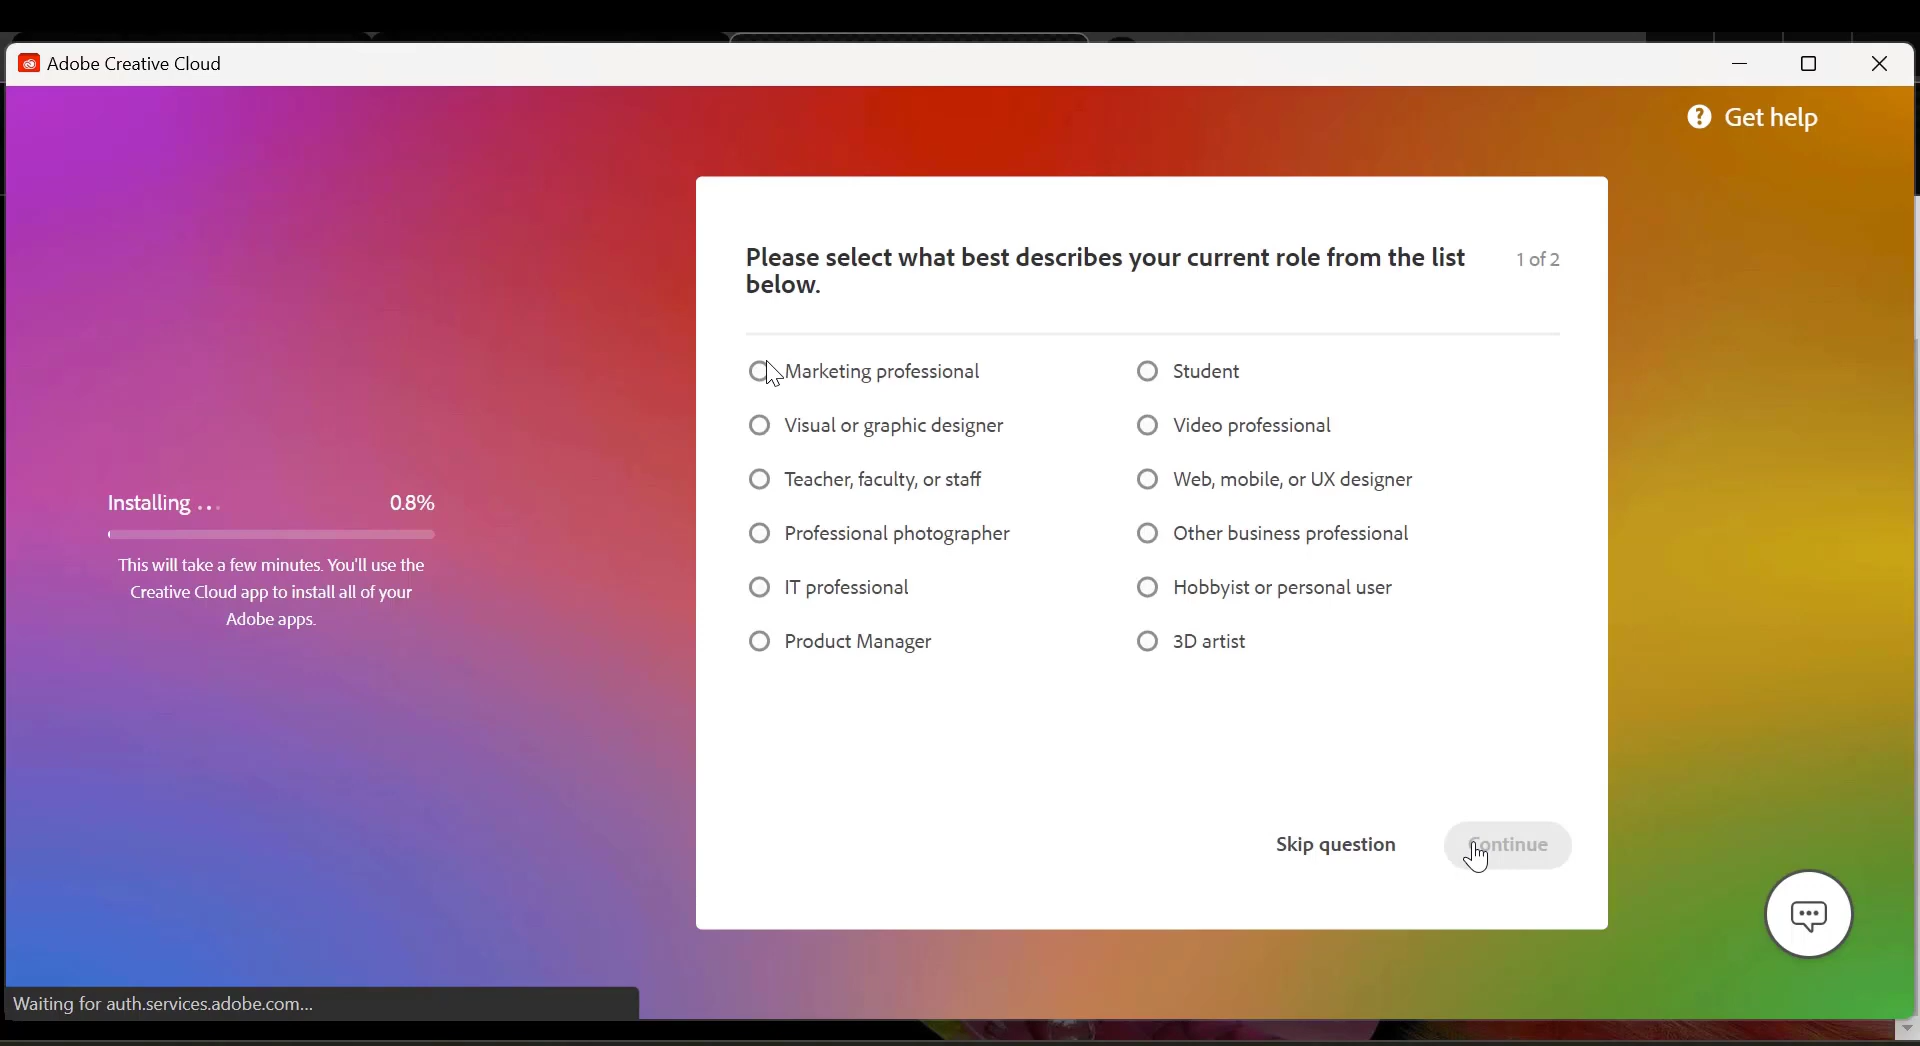 Adobe Creative Cloud
Get help
Please select what best describes your current role from the list
below.
1 of 2
Marketing professional
Student
Visual or graphic designer
Video professional
Teacher, faculty, or staff
Web, mobile, or UX designer
Professional photographer
Other business professional
IT professional
Hobbyist or personal user
Product Manager
3D artist
Installing ...
0.8%
This will take a few minutes. You'll use the
Creative Cloud app to install all of your
Adobe apps.
Skip question
Continue
Waiting for auth.services.adobe.com...